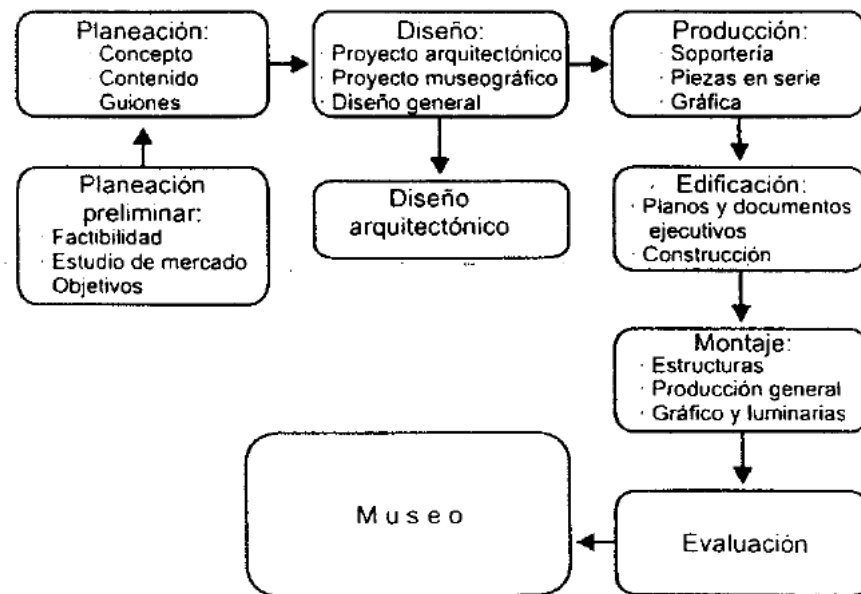 Planeación:
· Concepto
· Contenido
Guiones
Diseño:
· Proyecto arquitectónico
· Proyecto museográfico
· Diseño general
Producción:
· Soportería
· Piezas en serie
· Gráfica
Planeación
preliminar:
· Factibilidad
· Estudio de mercado
Objetivos
Diseño
arquitectónico
Edificación:
· Planos y documentos
ejecutivos
· Construcción
Montaje:
· Estructuras
· Producción general
· Gráfico y luminarias
Museo
Evaluación